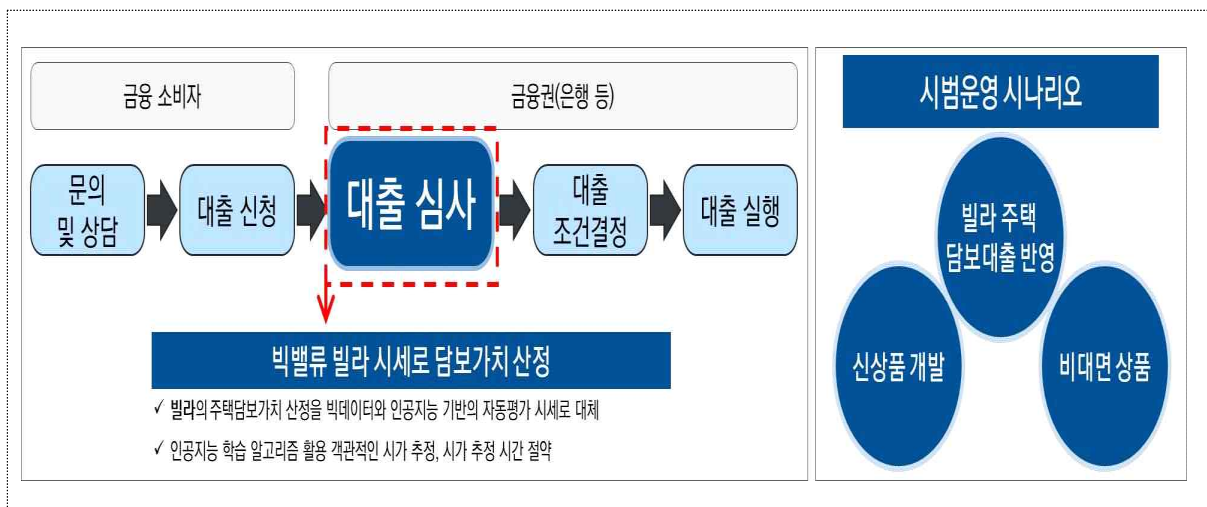 금융 소비자
금융권(은행 등)
문의
및 상담
대출 신청
대출 심사
대출
조건결정
대출 실행
빅밸류 빌라 시세로 담보가치 산정
✓ 빌라의 주택담보가치 산정을 빅데이터와 인공지능 기반의 자동평가 시세로 대체
✓ 인공지능 학습 알고리즘 활용 객관적인 시가 추정, 시가 추정 시간 절약
시범운영 시나리오
빌라 주택
담보대출 반영
신상품 개발
비대면 상품